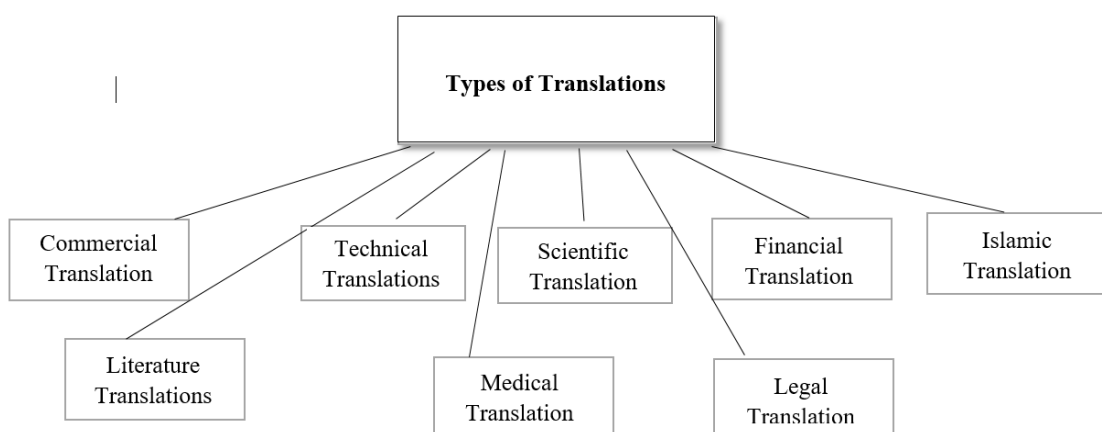 Types of Translations
Commercial
Translation
Technical
Translations
Scientific
Translation
Financial
Translation
Islamic
Translation
Literature
Translations
Medical
Translation
Legal
Translation